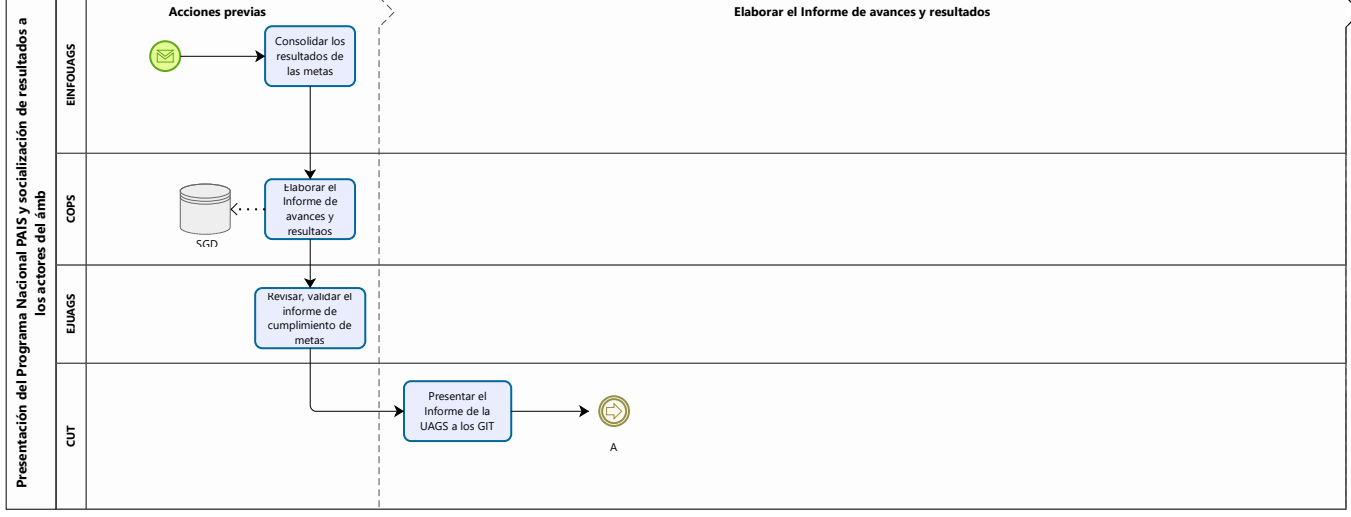 Presentación del Programa Nacional PAIS y socialización de resultados a
los actores del ámb
Acciones previas
Elaborar el Informe de avances y resultados
EINFOUAGS
Consolidar los
resultados de
las metas
COPS
Elaborar el
Informe de
avances y
resultaos
SGD
EJUAGS
Revisar, validar el
informe de
cumplimiento de
metas
CUT
Presentar el
Informe de la
UAGS a los GIT
A